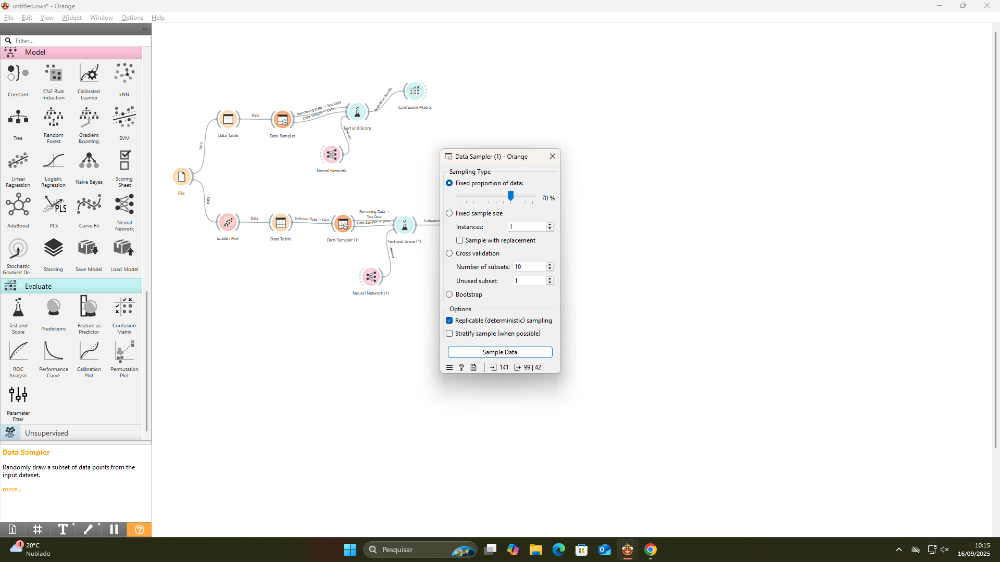 untitled.ows* - Orange
File Edit View Widget Window Options Help
Filter...
Model
Constant
CN2 Rule Induction
Calibrated Learner
kNN
Tree
Random Forest
Gradient Boosting
SVM
Linear Regression
Logistic Regression
Naive Bayes
Scoring Sheet
AdaBoost
PLS
PLS
Curve Fit
Neural Network
Stochastic Gradient De...
Stacking
Save Model
Load Model
Evaluate
Test and Score
Predictions
Feature as Predictor
Confusion Matrix
ROC Analysis
Performance Curve
Calibration Plot
Permutation Plot
Parameter Fitter
Unsupervised
Data Sampler
Randomly draw a subset of data points from the
input dataset.
more...
File
Data
Data Table
Data
Data Sampler
Remaining Data → Test Data
Data Sample → Data
Test and Score
Learner
Neural Network
Evaluation Results
Confusion Matrix
Data
Scatter Plot
Data
Data Table
Selected Data → Data
Data Sampler (1)
Remaining Data →
Test Data
Data Sample → Data
Test and Score (1)
Learner
Neural Network (1)
Evaluation
Data Sampler (1) - Orange
Sampling Type
Fixed proportion of data:
70 %
Fixed sample size
Instances: 1
Sample with replacement
Cross validation
Number of subsets: 10
Unused subset: 1
Bootstrap
Options
Replicable (deterministic) sampling
Stratify sample (when possible)
Sample Data
141 99 | 42
4
20°C
Nublado
Pesquisar
10:15
16/09/2025